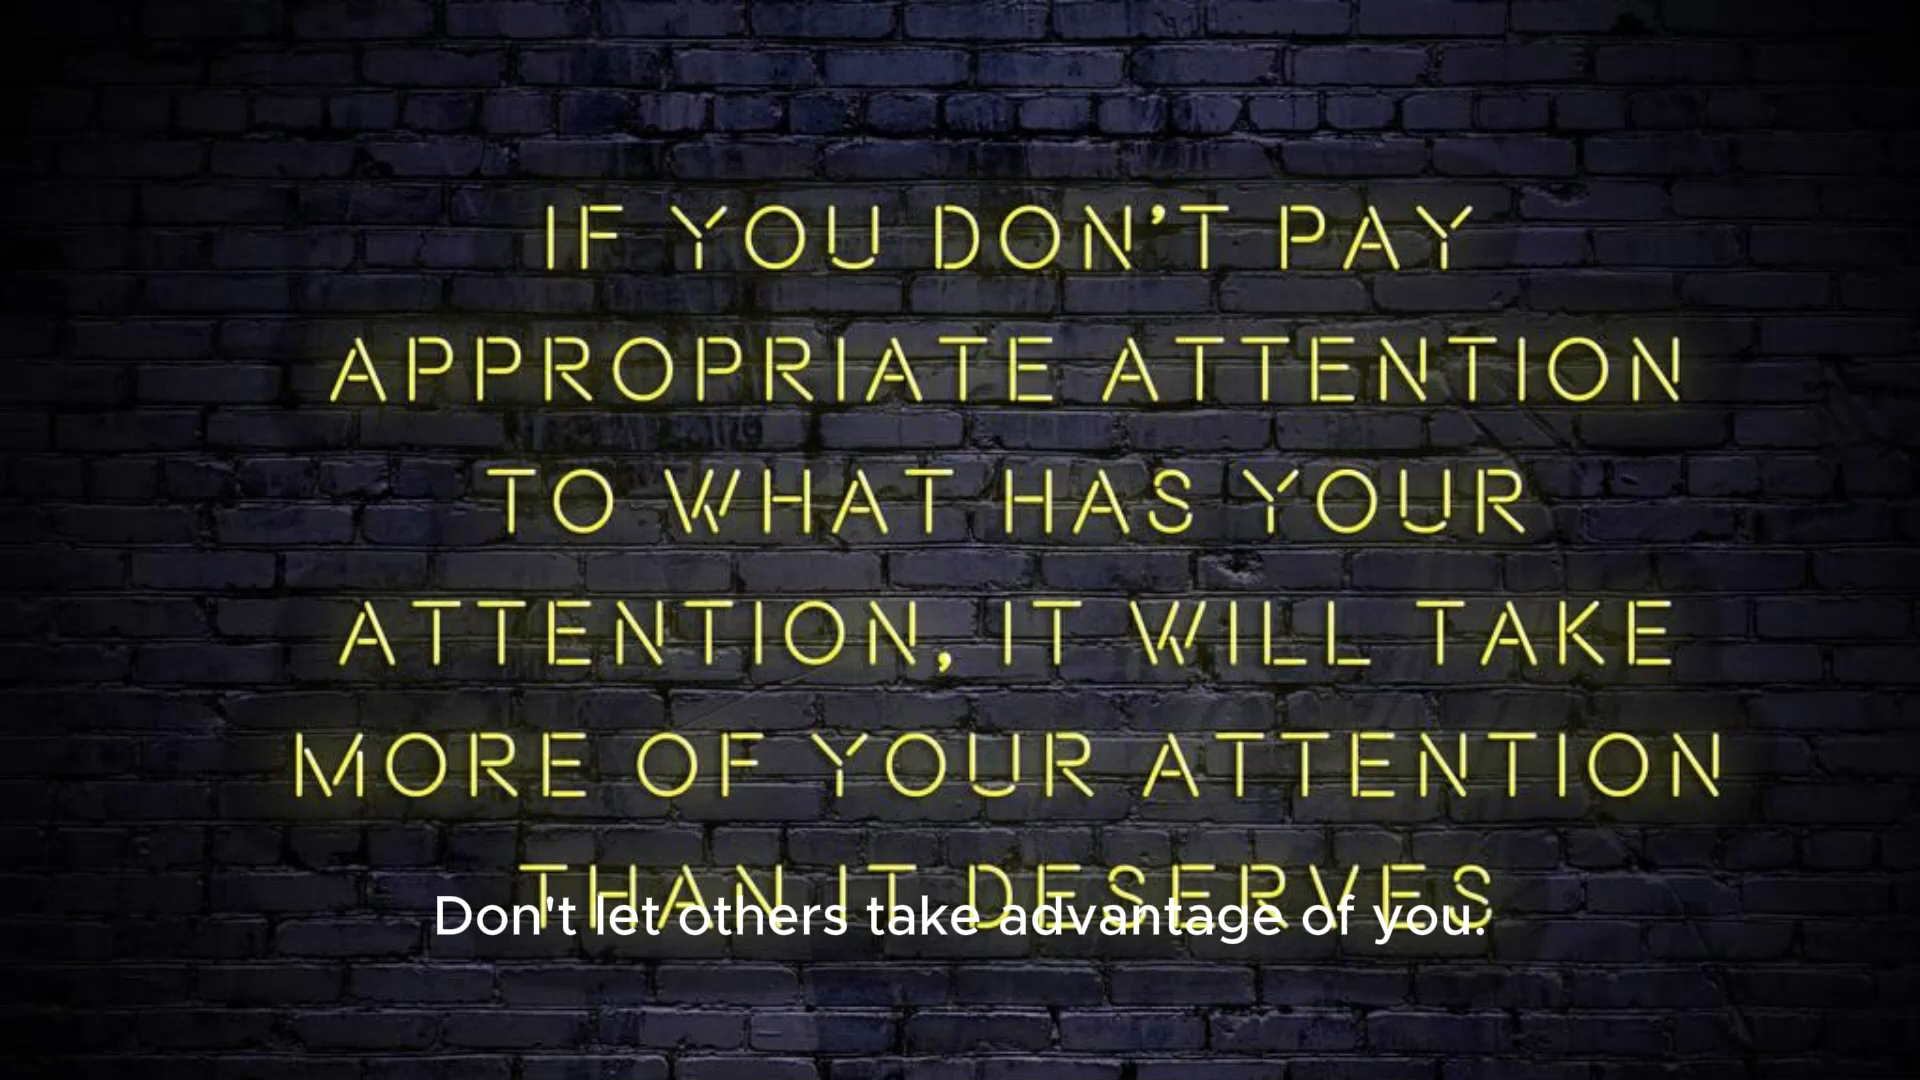 IF YOU DON'T PAY
APPROPRIATE ATTENTION
TO WHAT HAS YOUR
ATTENTION, IT WILL TAKE
MORE OF YOUR ATTENTION
THAN IT DESERVES
Don't let others take advantage of you.